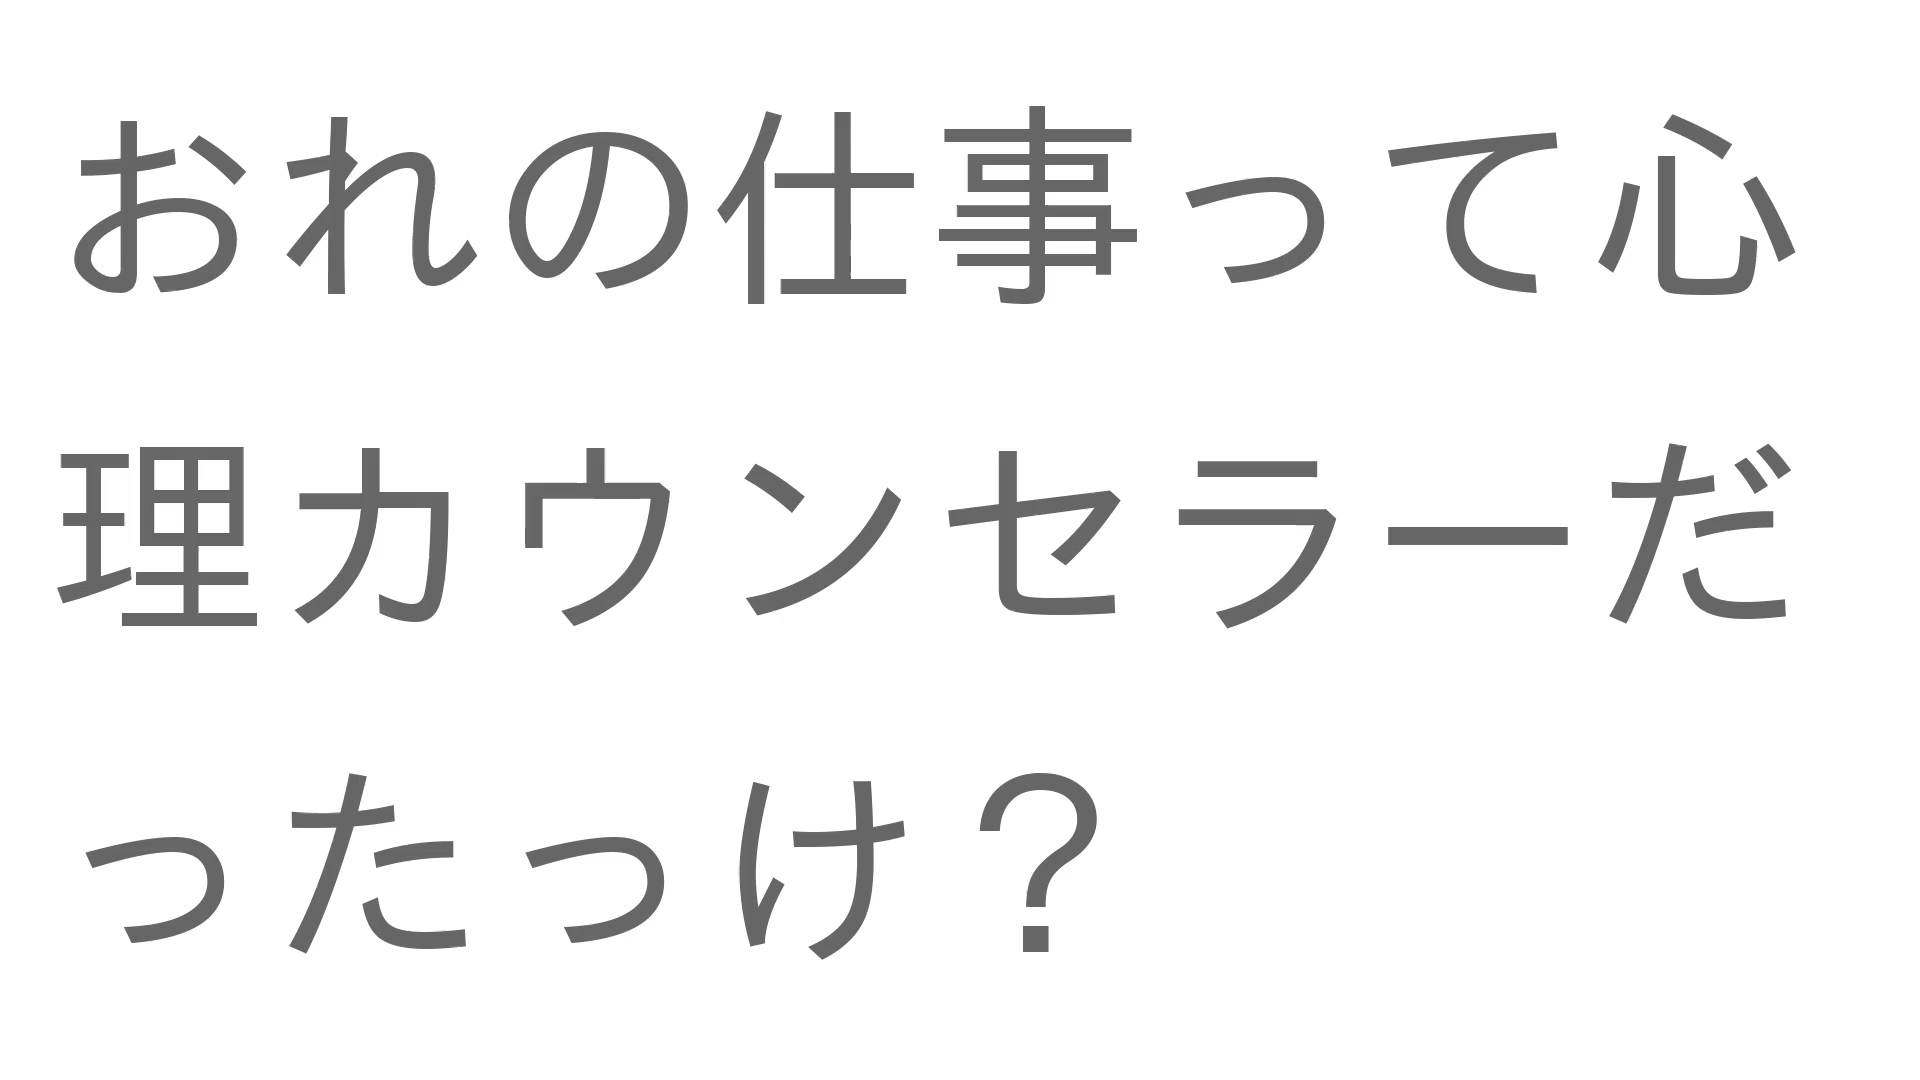 おれの仕事って心
理カウンセラーだ
ったっけ？